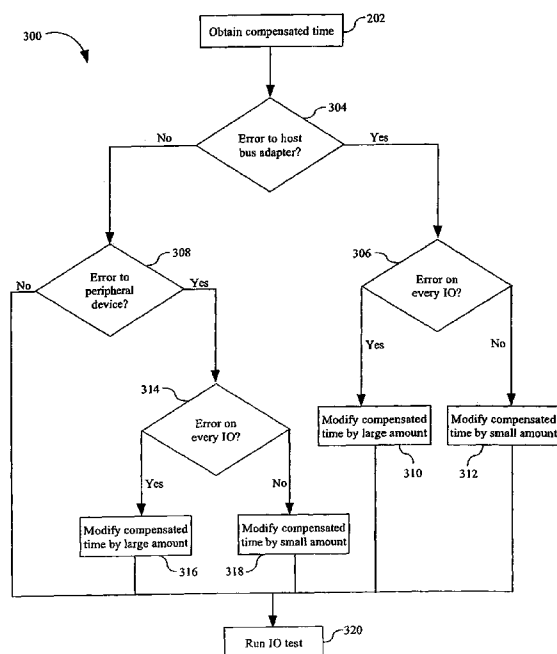 300
Obtain compensated time
202
304
Error to host
bus adapter?
No
Yes
308
Error to
peripheral
device?
No
Yes
306
Error on
every IO?
Yes
No
314
Error on
every IO?
Yes
No
Modify compensated
time by large amount
310
Modify compensated
time by small amount
312
Modify compensated
time by large amount
316
Modify compensated
time by small amount
318
Run IO test
320